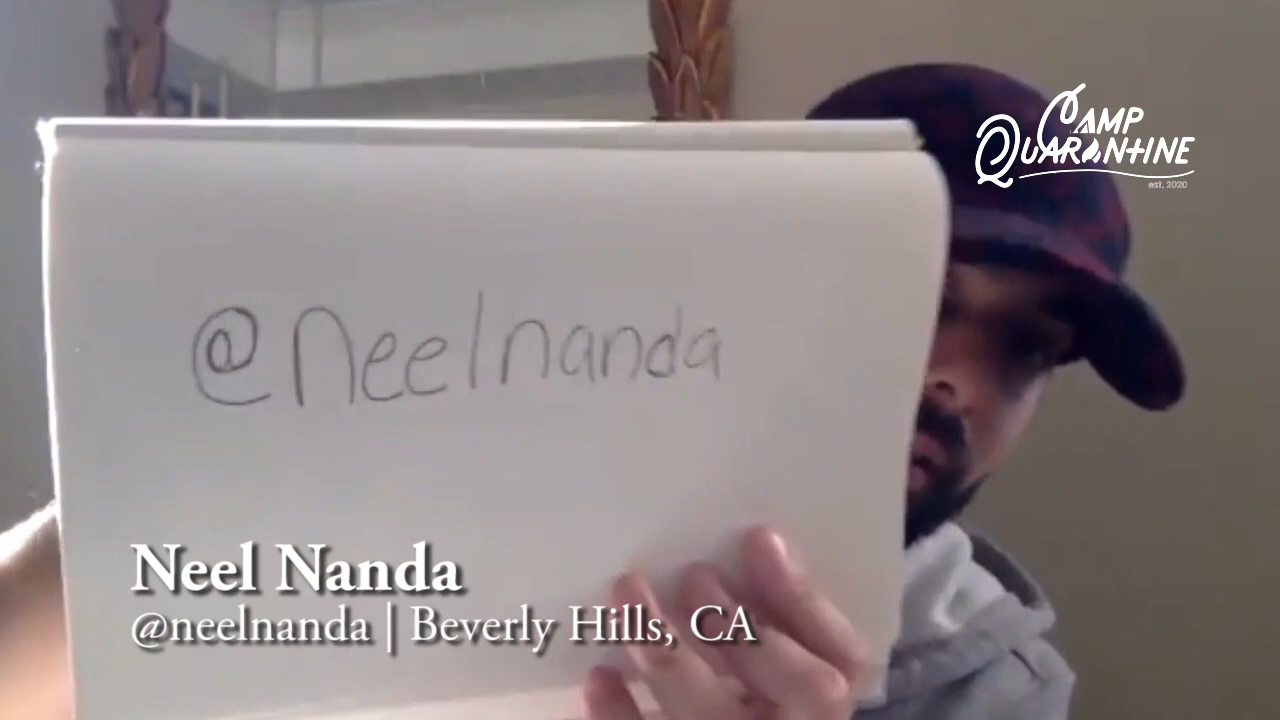 CAMP
QUARANTINE
est. 2020
@neelnanda
Neel Nanda
@neelnanda | Beverly Hills, CA